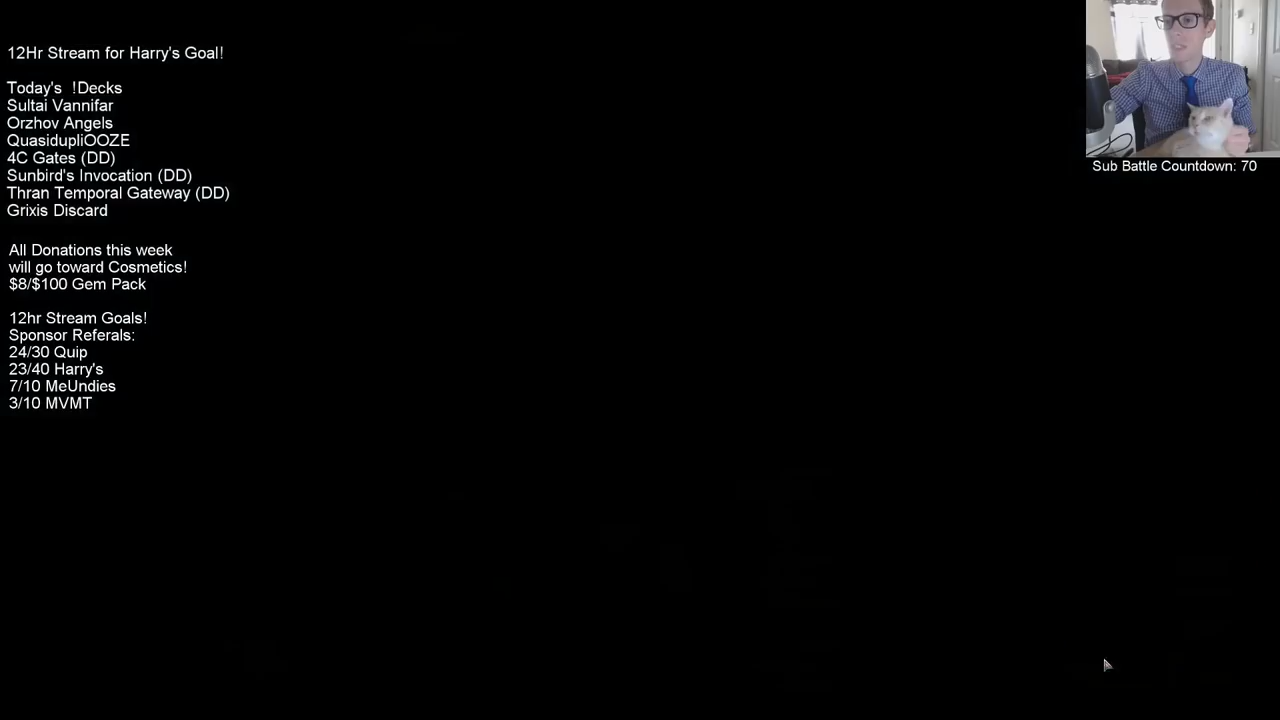 12Hr Stream for Harry's Goal!
Today's !Decks
Sultai Vannifar
Orzhov Angels
QuasidupliOOZE
4C Gates (DD)
Sunbird's Invocation (DD)
Thran Temporal Gateway (DD)
Grixis Discard
All Donations this week
will go toward Cosmetics!
$8/$100 Gem Pack
12hr Stream Goals!
Sponsor Referals:
24/30 Quip
23/40 Harry's
7/10 MeUndies
3/10 MVMT
Sub Battle Countdown: 70